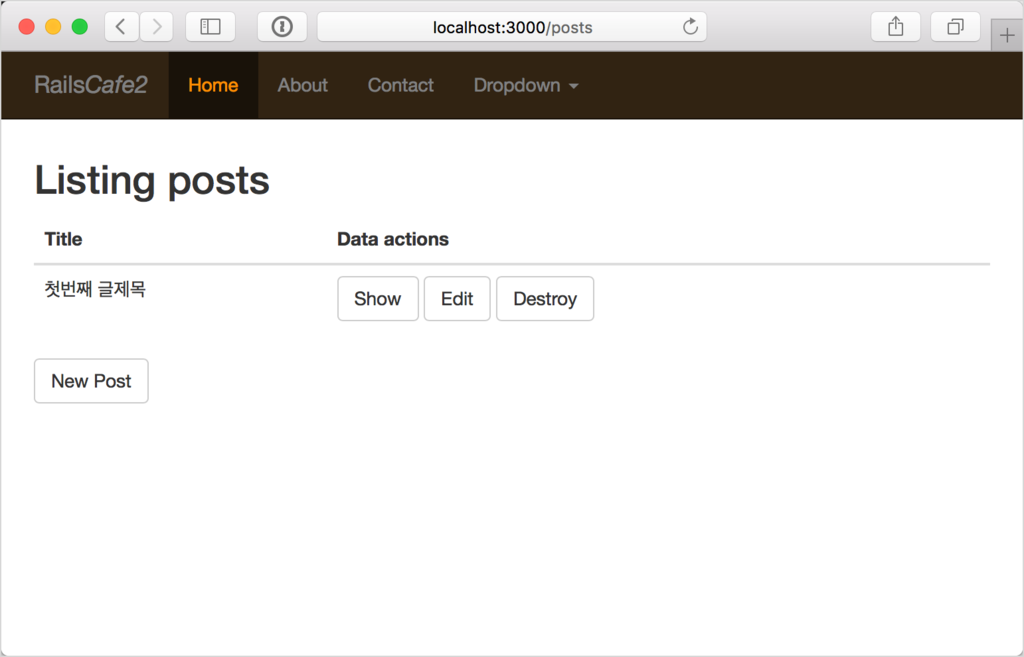 localhost:3000/posts
RailsCafe2 Home About Contact Dropdown
Listing posts
Title Data actions
첫번째 글제목 Show Edit Destroy
New Post